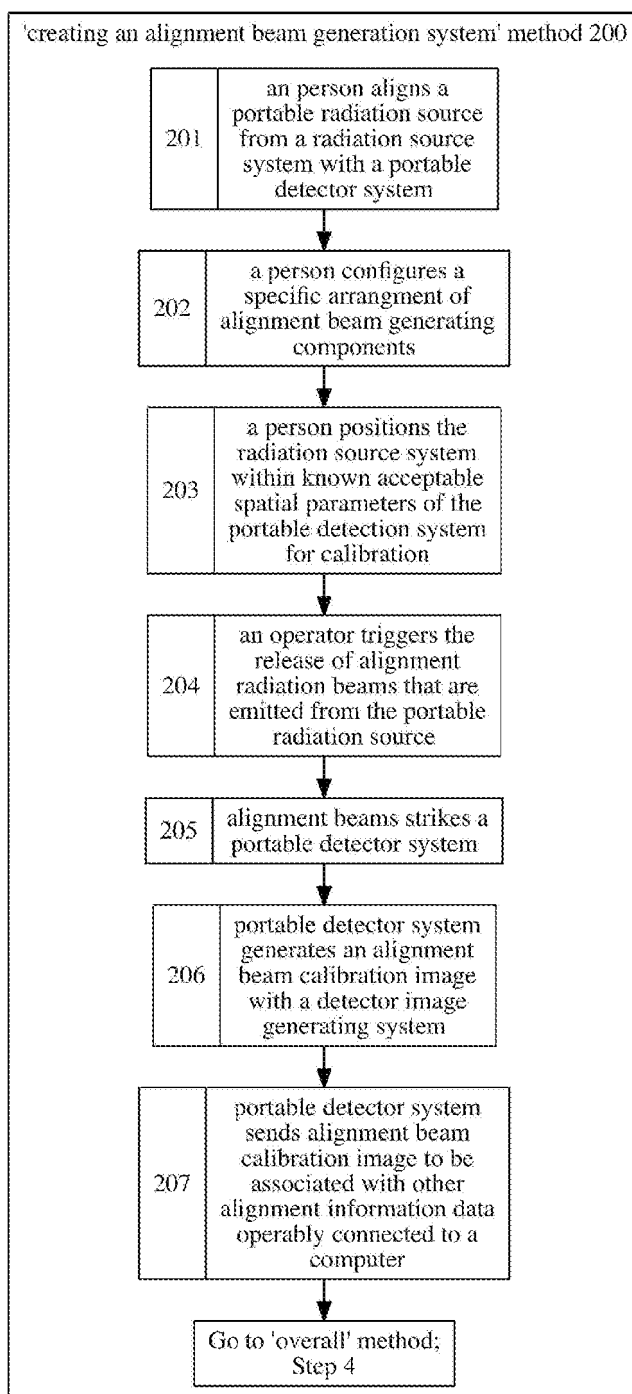 'creating an alignment beam generation system' method 200
201
an person aligns a
portable radiation source
from a radiation source
system with a portable
detector system
202
a person configures a
specific arrangment of
alignment beam generating
components
203
a person positions the
radiation source system
within known acceptable
spatial parameters of the
portable detection system
for calibration
204
an operator triggers the
release of alignment
radiation beams that are
emitted from the portable
radiation source
205
alignment beams strikes a
portable detector system
206
portable detector system
generates an alignment
beam calibration image
with a detector image
generating system
207
portable detector system
sends alignment beam
calibration image to be
associated with other
alignment information data
operably connected to a
computer
Go to 'overall' method;
Step 4